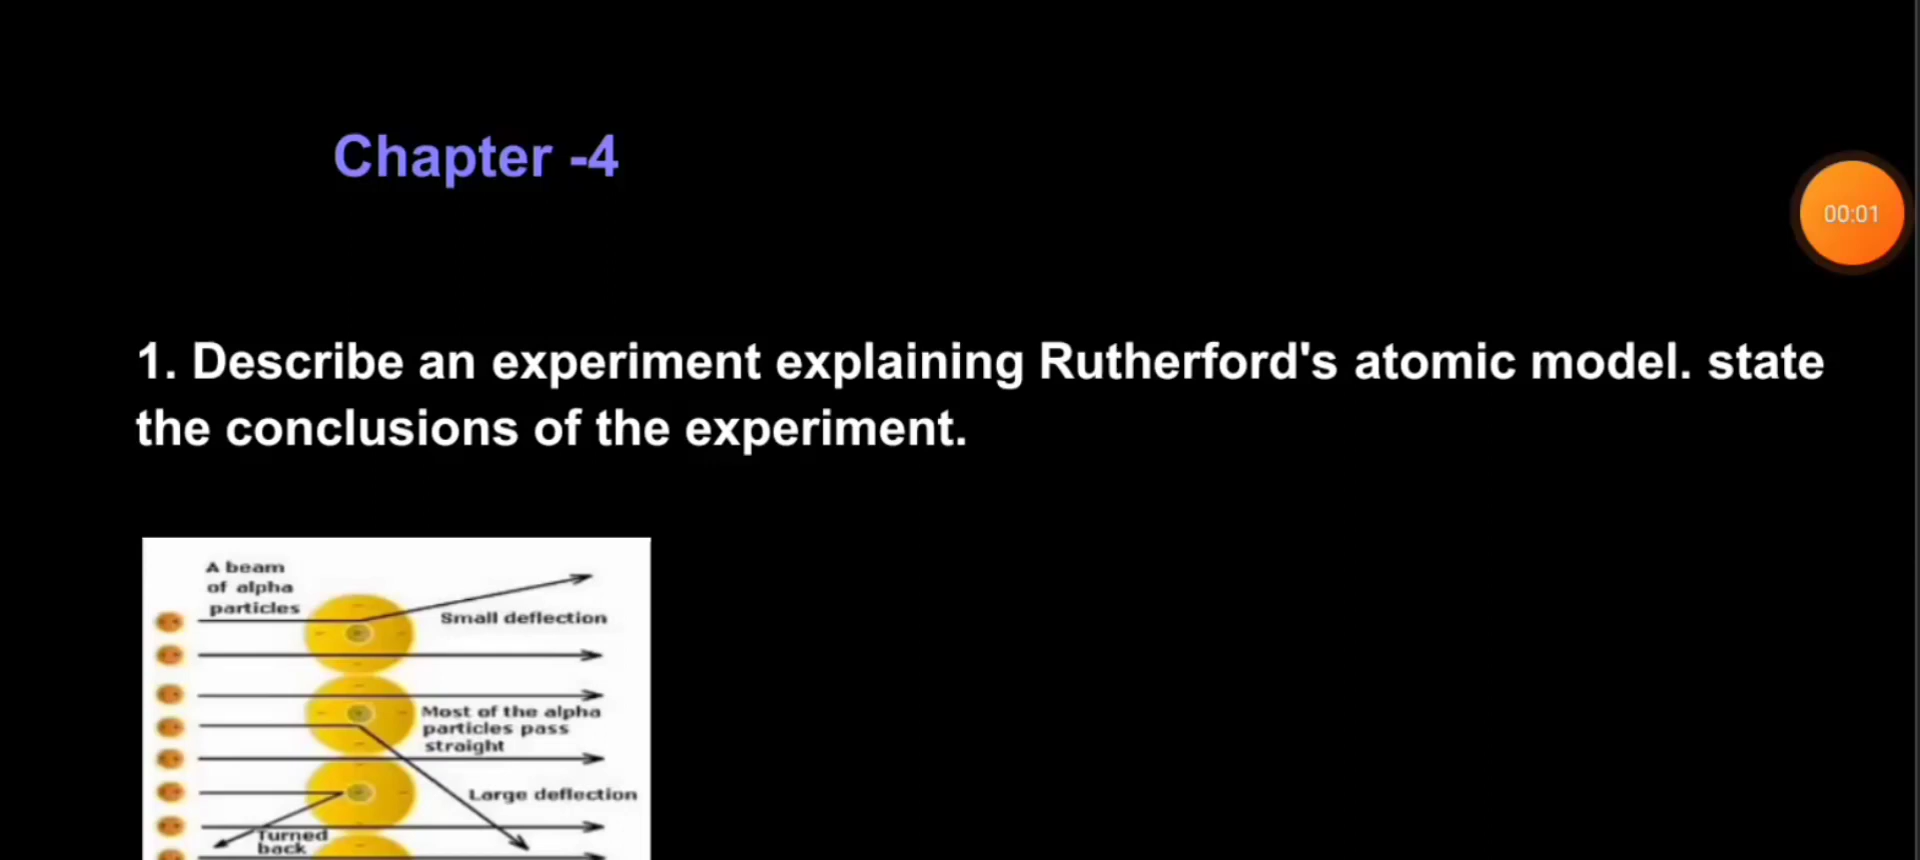 Chapter -4
00:01
1. Describe an experiment explaining Rutherford's atomic model. state
the conclusions of the experiment.
A beam
of alpha
particles
Small deflection
Most of the alpha
particles pass
straight
Large deflection
Turned
back